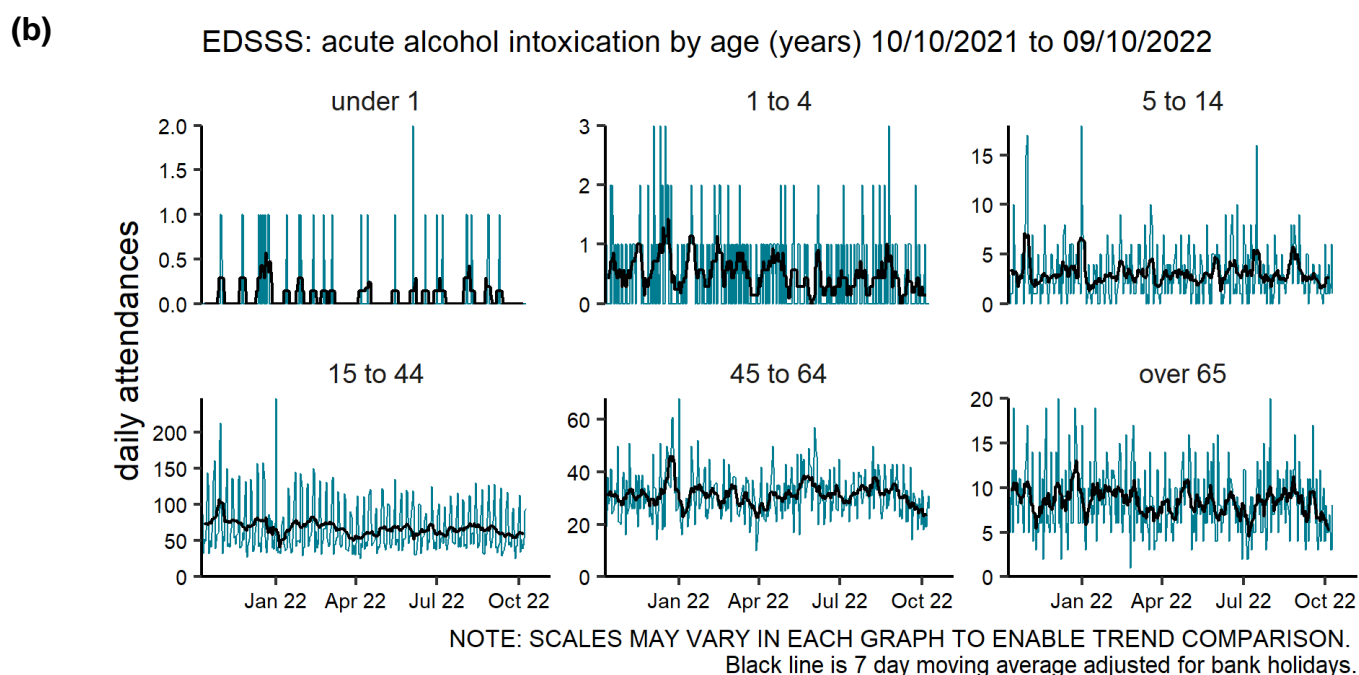 (b)
EDSSS: acute alcohol intoxication by age (years) 10/10/2021 to 09/10/2022
daily attendances
under 1
2.0
1.5
1.0
0.5
0.0
1 to 4
3
2
1
0
5 to 14
15
10
5
0
15 to 44
200
150
100
50
0
Jan 22 Apr 22 Jul 22 Oct 22
45 to 64
60
40
20
0
Jan 22 Apr 22 Jul 22 Oct 22
over 65
20
15
10
5
0
Jan 22 Apr 22 Jul 22 Oct 22
NOTE: SCALES MAY VARY IN EACH GRAPH TO ENABLE TREND COMPARISON.
Black line is 7 day moving average adjusted for bank holidays.